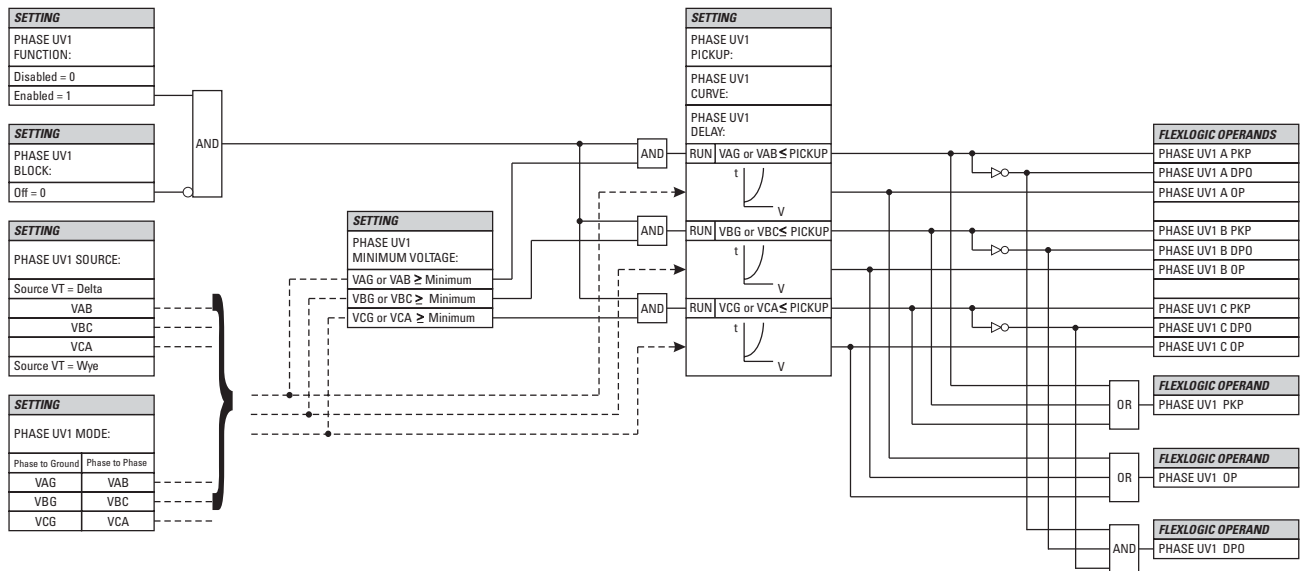 SETTING
PHASE UV1
FUNCTION:
Disabled = 0
Enabled = 1
SETTING
PHASE UV1
BLOCK:
Off = 0
AND
SETTING
PHASE UV1 SOURCE:
Source VT = Delta
VAB
VBC
VCA
Source VT = Wye
SETTING
PHASE UV1 MODE:
Phase to Ground Phase to Phase
VAG VAB
VBG VBC
VCG VCA
SETTING
PHASE UV1
MINIMUM VOLTAGE:
VAG or VAB ≥ Minimum
VBG or VBC ≥ Minimum
VCG or VCA ≥ Minimum
AND
AND
AND
SETTING
PHASE UV1
PICKUP:
PHASE UV1
CURVE:
PHASE UV1
DELAY:
RUN VAG or VAB ≤ PICKUP
t
V
RUN VBG or VBC ≤ PICKUP
t
V
RUN VCG or VCA ≤ PICKUP
t
V
FLEXLOGIC OPERANDS
PHASE UV1 A PKP
PHASE UV1 A DPO
PHASE UV1 A OP
PHASE UV1 B PKP
PHASE UV1 B DPO
PHASE UV1 B OP
PHASE UV1 C PKP
PHASE UV1 C DPO
PHASE UV1 C OP
OR
FLEXLOGIC OPERAND
PHASE UV1 PKP
OR
FLEXLOGIC OPERAND
PHASE UV1 OP
AND
FLEXLOGIC OPERAND
PHASE UV1 DPO